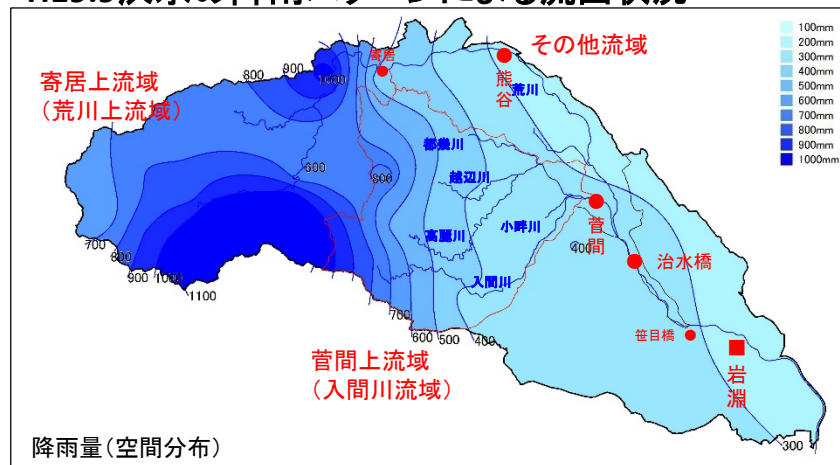 その他流域
寄居上流域
(荒川上流域)
800
900
1000
寄居
熊谷
荒川
100mm
200mm
300mm
400mm
500mm
600mm
700mm
800mm
900mm
1000mm
都幾川
越辺川
600
高麗川
小畔川
菅間
400
治水橋
入間川
700
800
900
1000
1100
700
600
500
400
笹目橋
岩淵
菅間上流域
(入間川流域)
300
降雨量(空間分布)